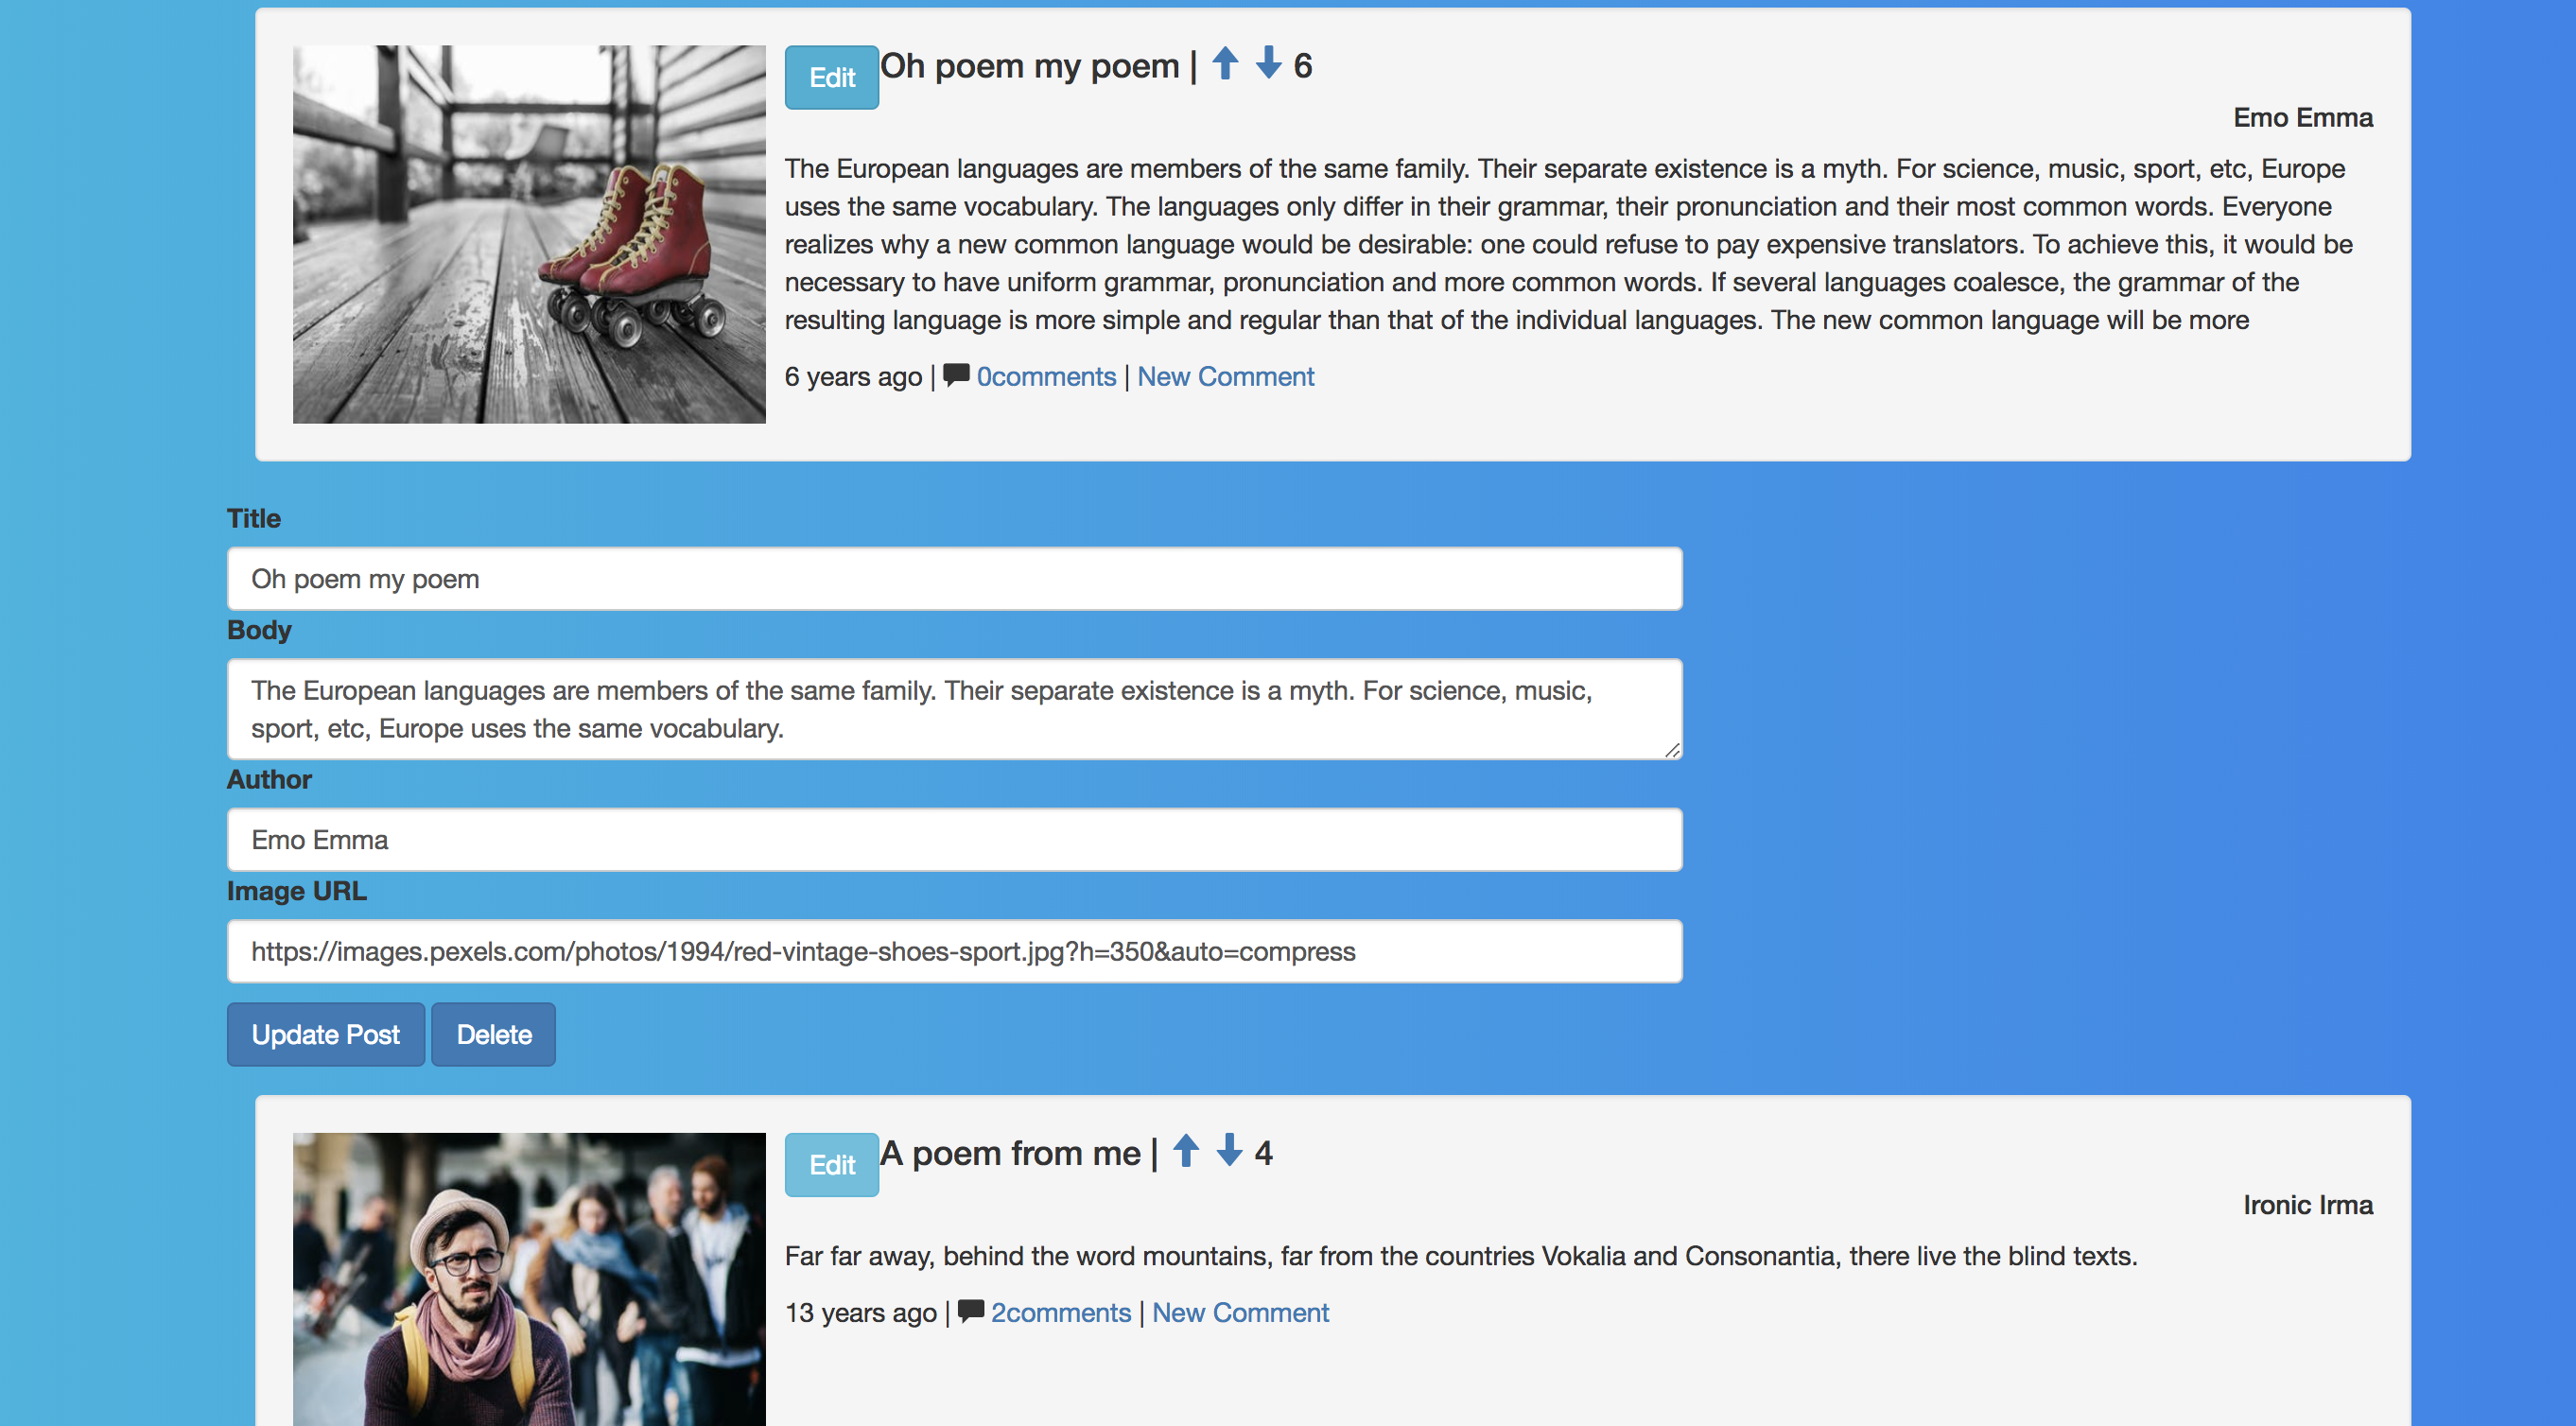 Edit Oh poem my poem | 6
Emo Emma
The European languages are members of the same family. Their separate existence is a myth. For science, music, sport, etc, Europe
uses the same vocabulary. The languages only differ in their grammar, their pronunciation and their most common words. Everyone
realizes why a new common language would be desirable: one could refuse to pay expensive translators. To achieve this, it would be
necessary to have uniform grammar, pronunciation and more common words. If several languages coalesce, the grammar of the
resulting language is more simple and regular than that of the individual languages. The new common language will be more
6 years ago | 0comments | New Comment
Title
Oh poem my poem
Body
The European languages are members of the same family. Their separate existence is a myth. For science, music,
sport, etc, Europe uses the same vocabulary.
Author
Emo Emma
Image URL
https://images.pexels.com/photos/1994/red-vintage-shoes-sport.jpg?h=350&auto=compress
Update Post Delete
Edit A poem from me | 4
Ironic Irma
Far far away, behind the word mountains, far from the countries Vokalia and Consonantia, there live the blind texts.
13 years ago | 2comments | New Comment